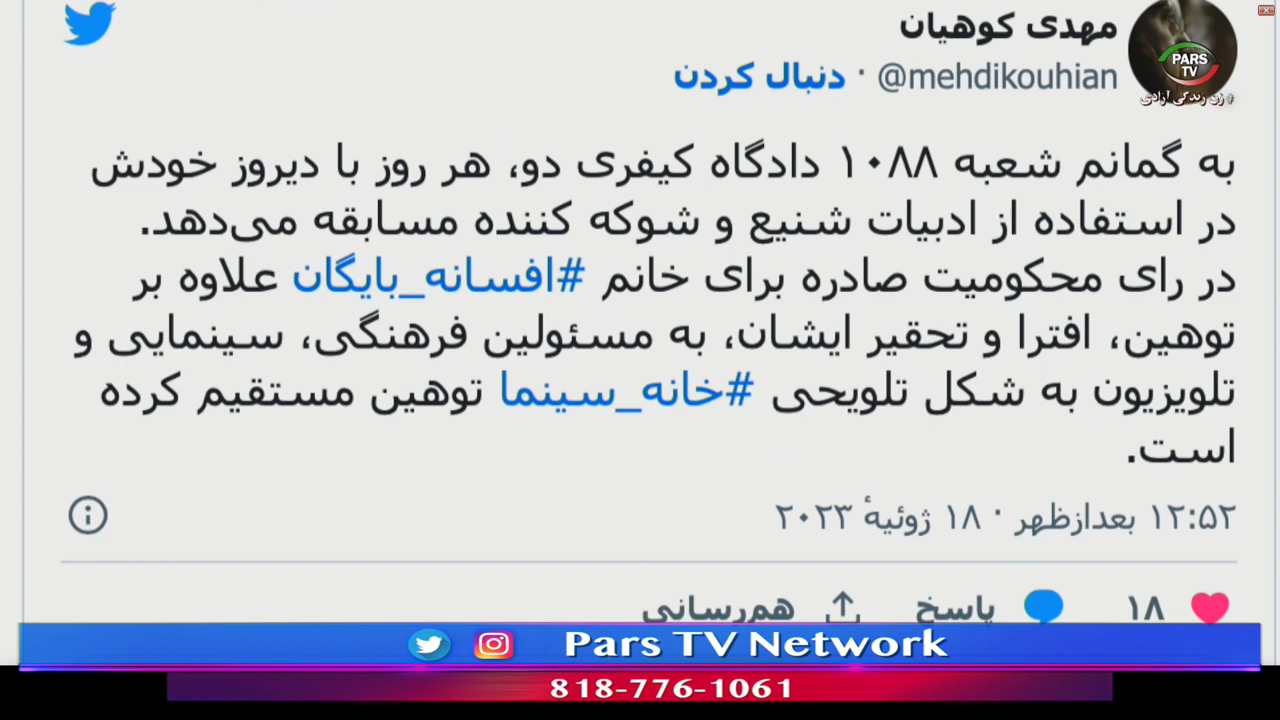 مهدی کوهیان
@mehdikouhian · دنبال کردن
PARS
TV
# زن زندگی آزادی
به گمانم شعبه ۱۰۸۸ دادگاه کیفری دو، هر روز با دیروز خودش
در استفاده از ادبیات شنیع و شوکه کننده مسابقه می‌دهد.
در رای محکومیت صادره برای خانم #افسانه_بایگان علاوه بر
توهین، افترا و تحقیر ایشان، به مسئولین فرهنگی، سینمایی و
تلویزیون به شکل تلویحی #خانه_سینما توهین مستقیم کرده
است.
۱۲:۵۲ بعدازظهر · ۱۸ ژوئیهٔ ۲۰۲۳
۱۸ پاسخ هم‌رسانی
Pars TV Network
818-776-1061